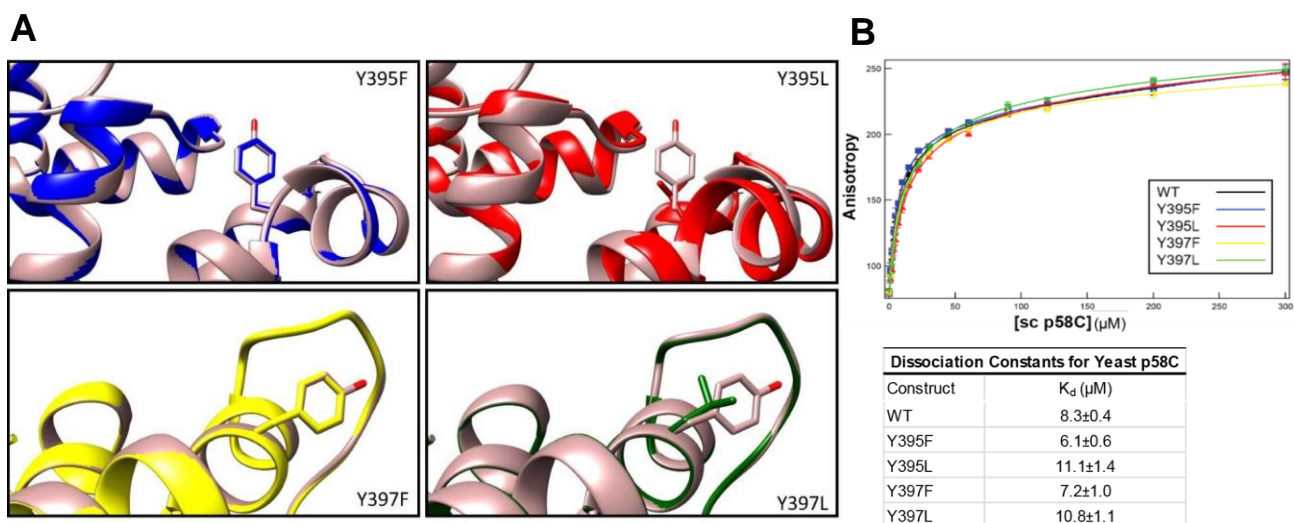 A
Y395F
Y395L
Y397F
Y397L
B
250
200
150
100
Anisotropy
WT
Y395F
Y395L
Y397F
Y397L
0 50 100 150 200 250 300
[sc p58C] (µM)
Dissociation Constants for Yeast p58C
Construct K_d (µM)
WT 8.3±0.4
Y395F 6.1±0.6
Y395L 11.1±1.4
Y397F 7.2±1.0
Y397L 10.8±1.1